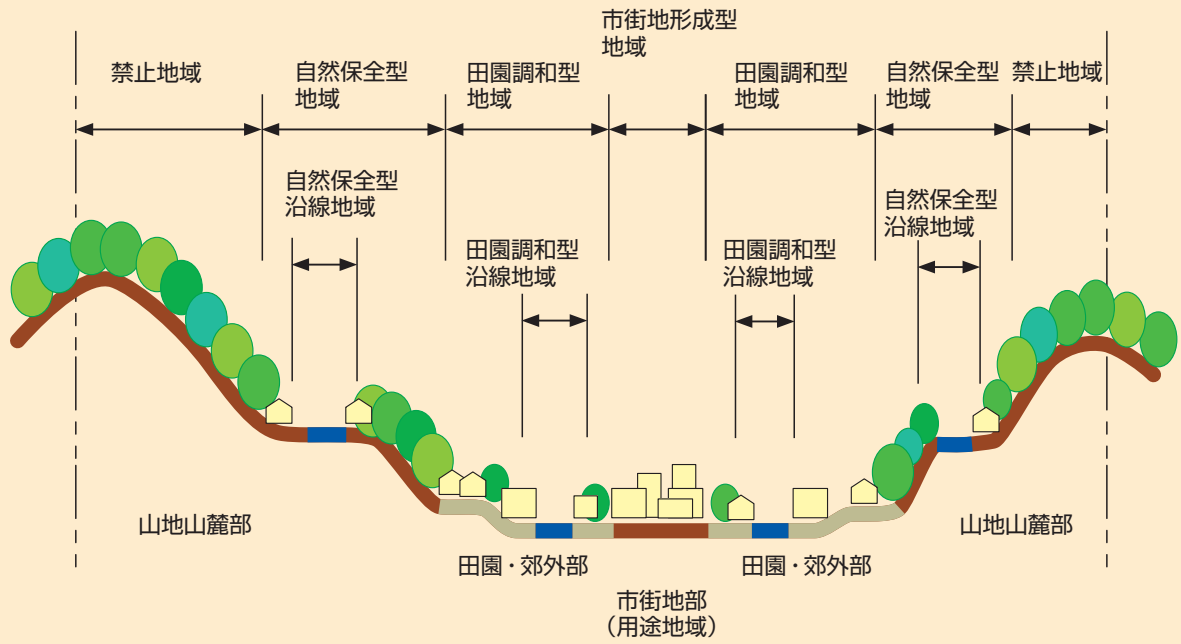 市街地形成型
地域
禁止地域
自然保全型
地域
田園調和型
地域
田園調和型
地域
自然保全型
地域
禁止地域
自然保全型
沿線地域
自然保全型
沿線地域
田園調和型
沿線地域
田園調和型
沿線地域
山地山麓部
山地山麓部
田園・郊外部
田園・郊外部
市街地部
（用途地域）